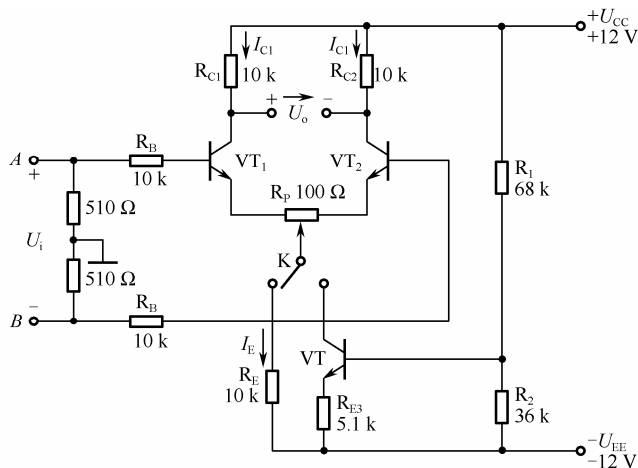 +U_CC
+12 V
I_C1
I_C1
R_C1
10 k
R_C2
10 k
+
U_o
−
A
+
R_B
10 k
VT_1
VT_2
R_P 100 Ω
R_1
68 k
510 Ω
U_i
510 Ω
K
−
B
R_B
10 k
I_E
R_E
10 k
VT
R_E3
5.1 k
R_2
36 k
−U_EE
−12 V